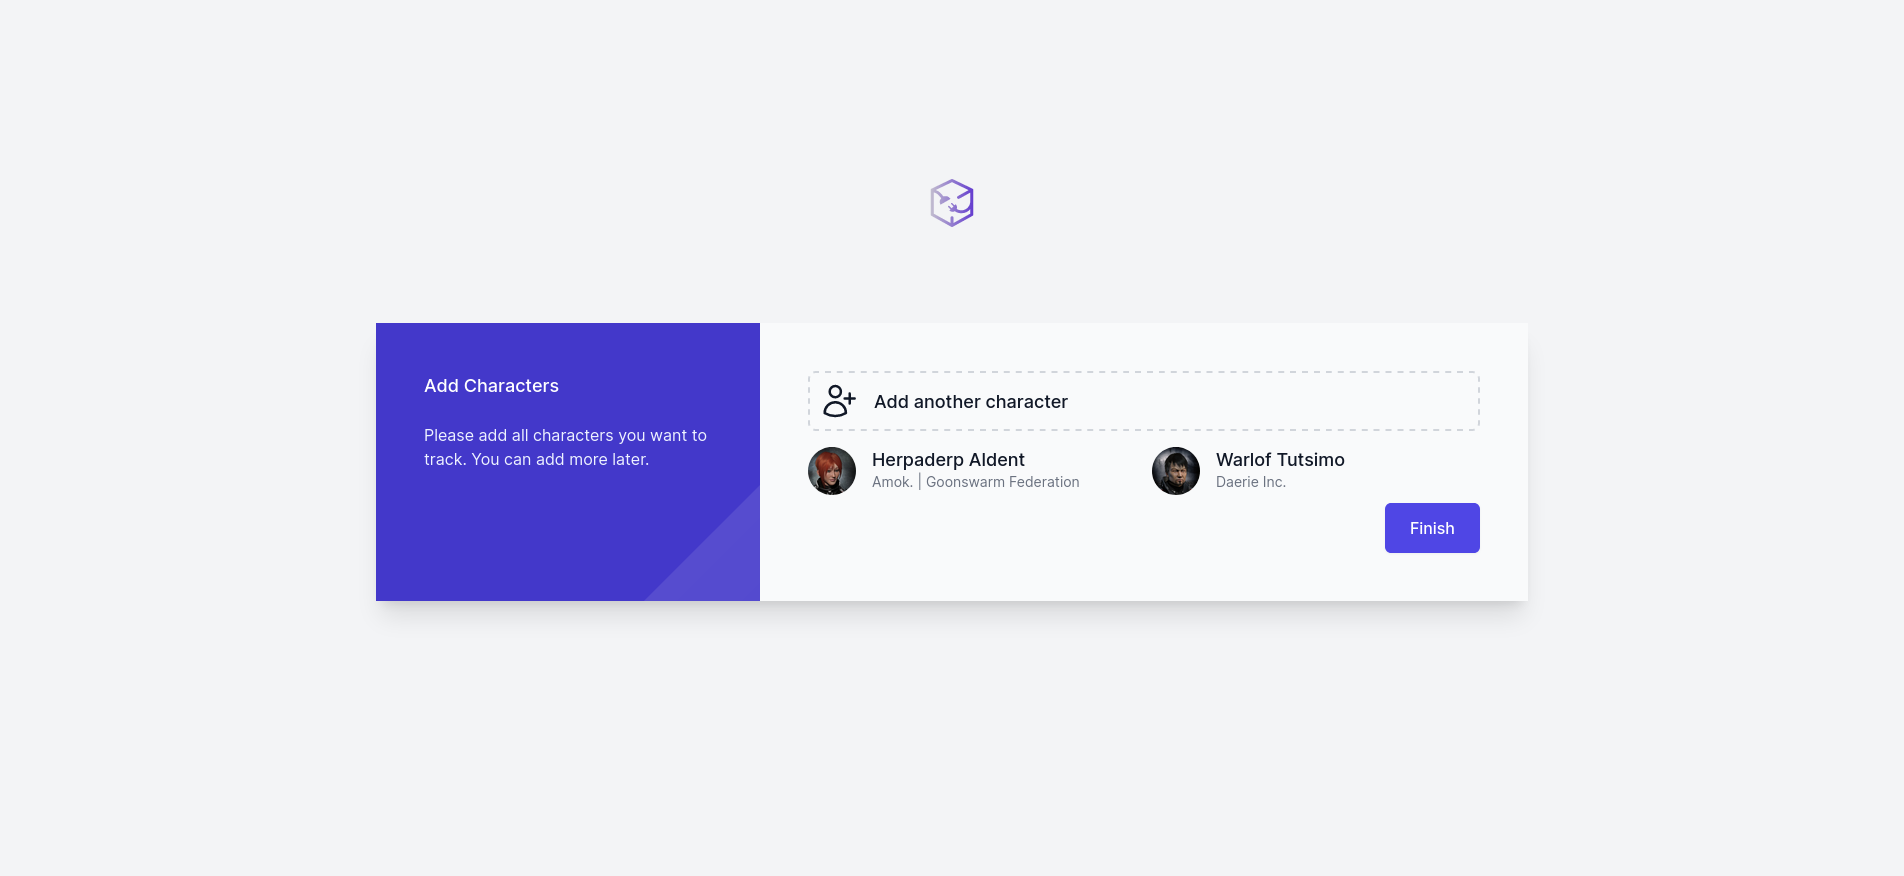 Add Characters
Please add all characters you want to
track. You can add more later.
Add another character
Herpaderp Aldent
Amok. | Goonswarm Federation
Warlof Tutsimo
Daerie Inc.
Finish